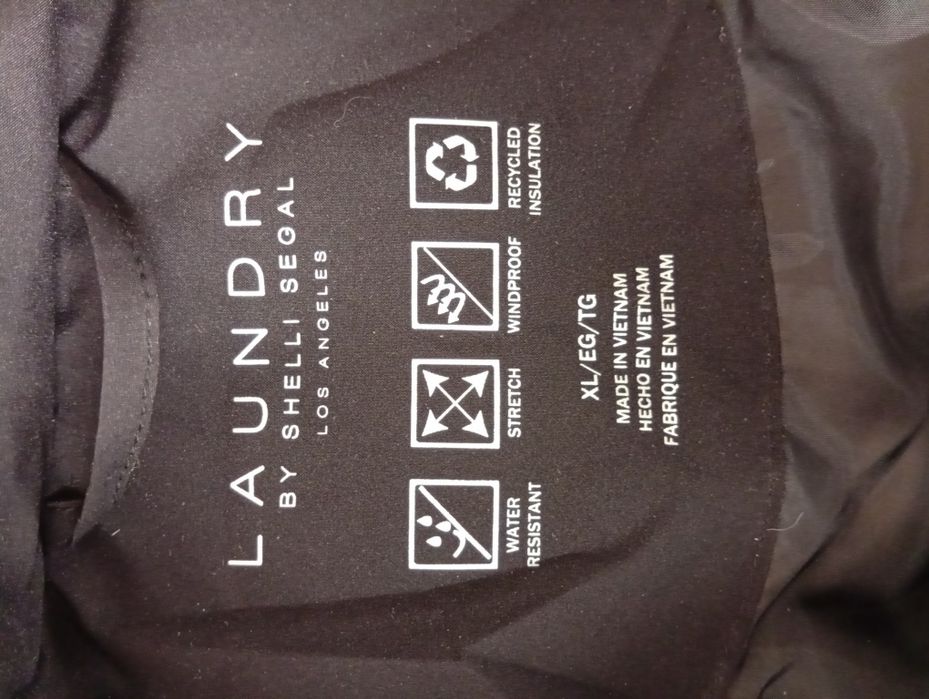 LAUNDRY
BY SHELLI SEGAL
LOS ANGELES
WATER
RESISTANT
STRETCH
WINDPROOF
RECYCLED
INSULATION
XL/EG/TG
MADE IN VIETNAM
HECHO EN VIETNAM
FABRIQUE EN VIETNAM